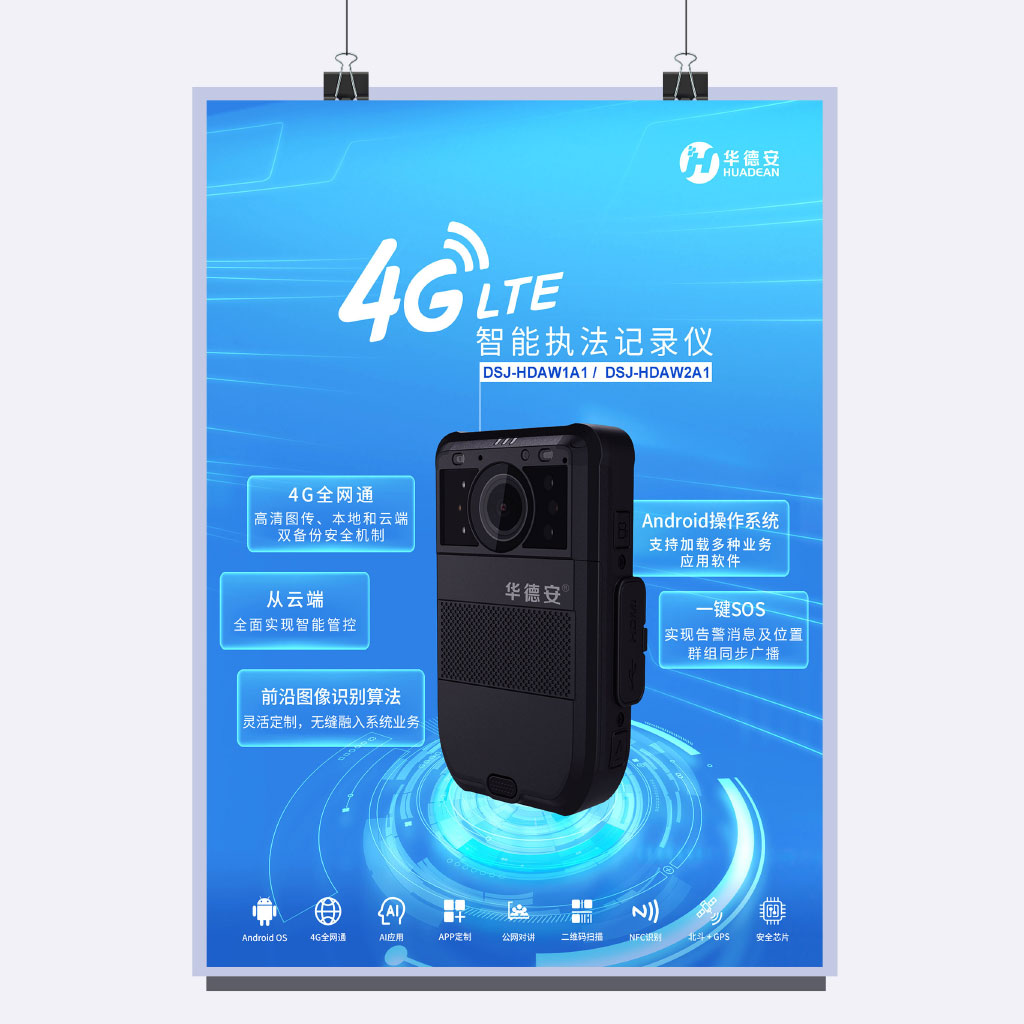 华德安
HUADEAN
4G LTE
智能执法记录仪
DSJ-HDAW1A1 / DSJ-HDAW2A1
4G全网通
高清图传、本地和云端
双备份安全机制
从云端
全面实现智能管控
前沿图像识别算法
灵活定制，无缝融入系统业务
Android操作系统
支持加载多种业务
应用软件
一键SOS
实现告警消息及位置
群组同步广播
华德安®
HDMI
Android OS
4G全网通
AI
AI应用
APP定制
公网对讲
二维码扫描
NFC识别
北斗+GPS
安全芯片